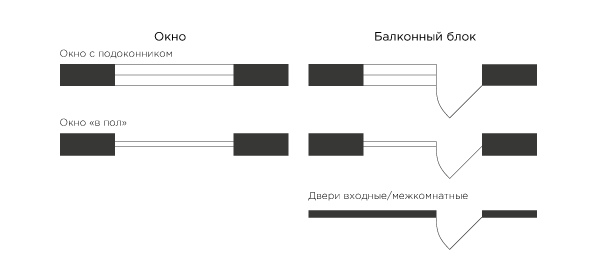 Окно
Балконный блок
Окно с подоконником
Окно «в пол»
Двери входные/межкомнатные